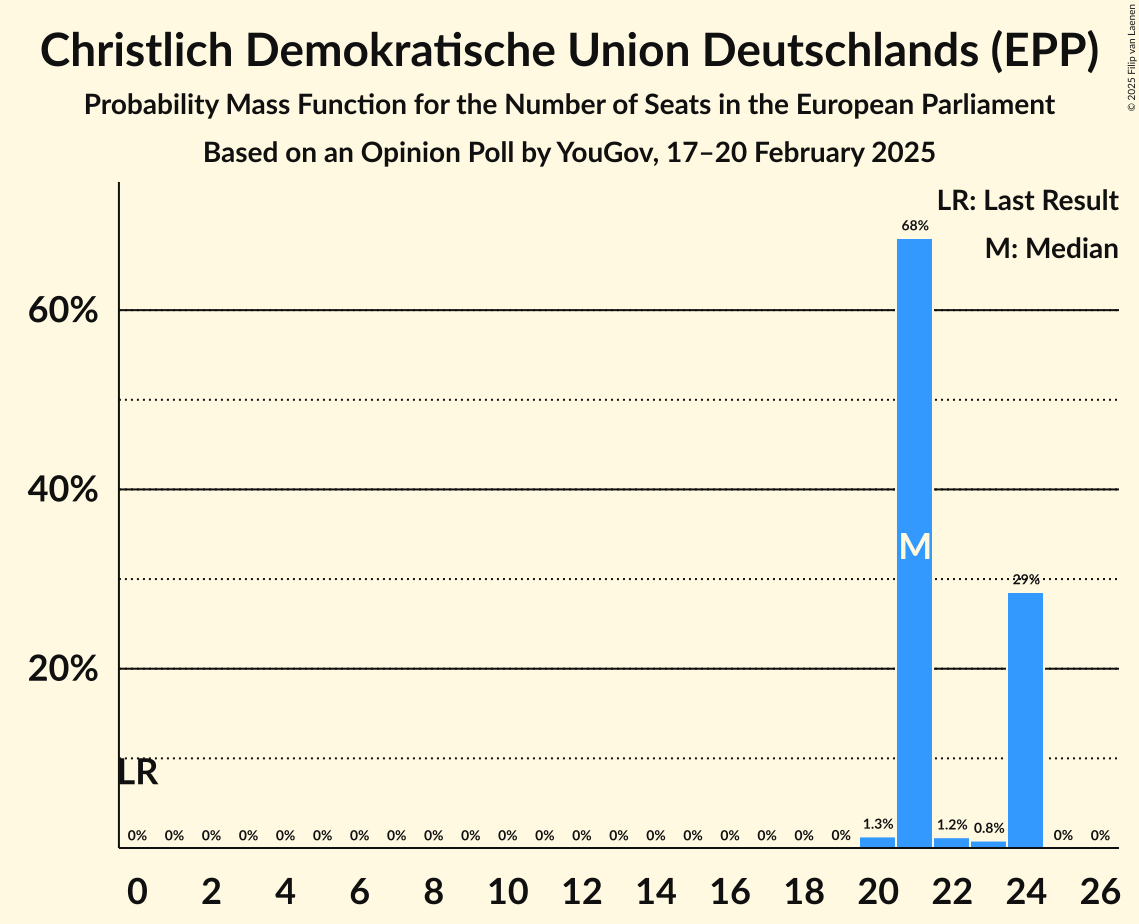 Christlich Demokratische Union Deutschlands (EPP)
Probability Mass Function for the Number of Seats in the European Parliament
Based on an Opinion Poll by YouGov, 17–20 February 2025
© 2025 Filip van Laenen
LR: Last Result
M: Median
68%
60%
40%
M
29%
20%
LR
0% 0% 0% 0% 0% 0% 0% 0% 0% 0% 0% 0% 0% 0% 0% 0% 0% 0% 0% 0% 1.3% 1.2% 0.8% 0% 0%
0 2 4 6 8 10 12 14 16 18 20 22 24 26